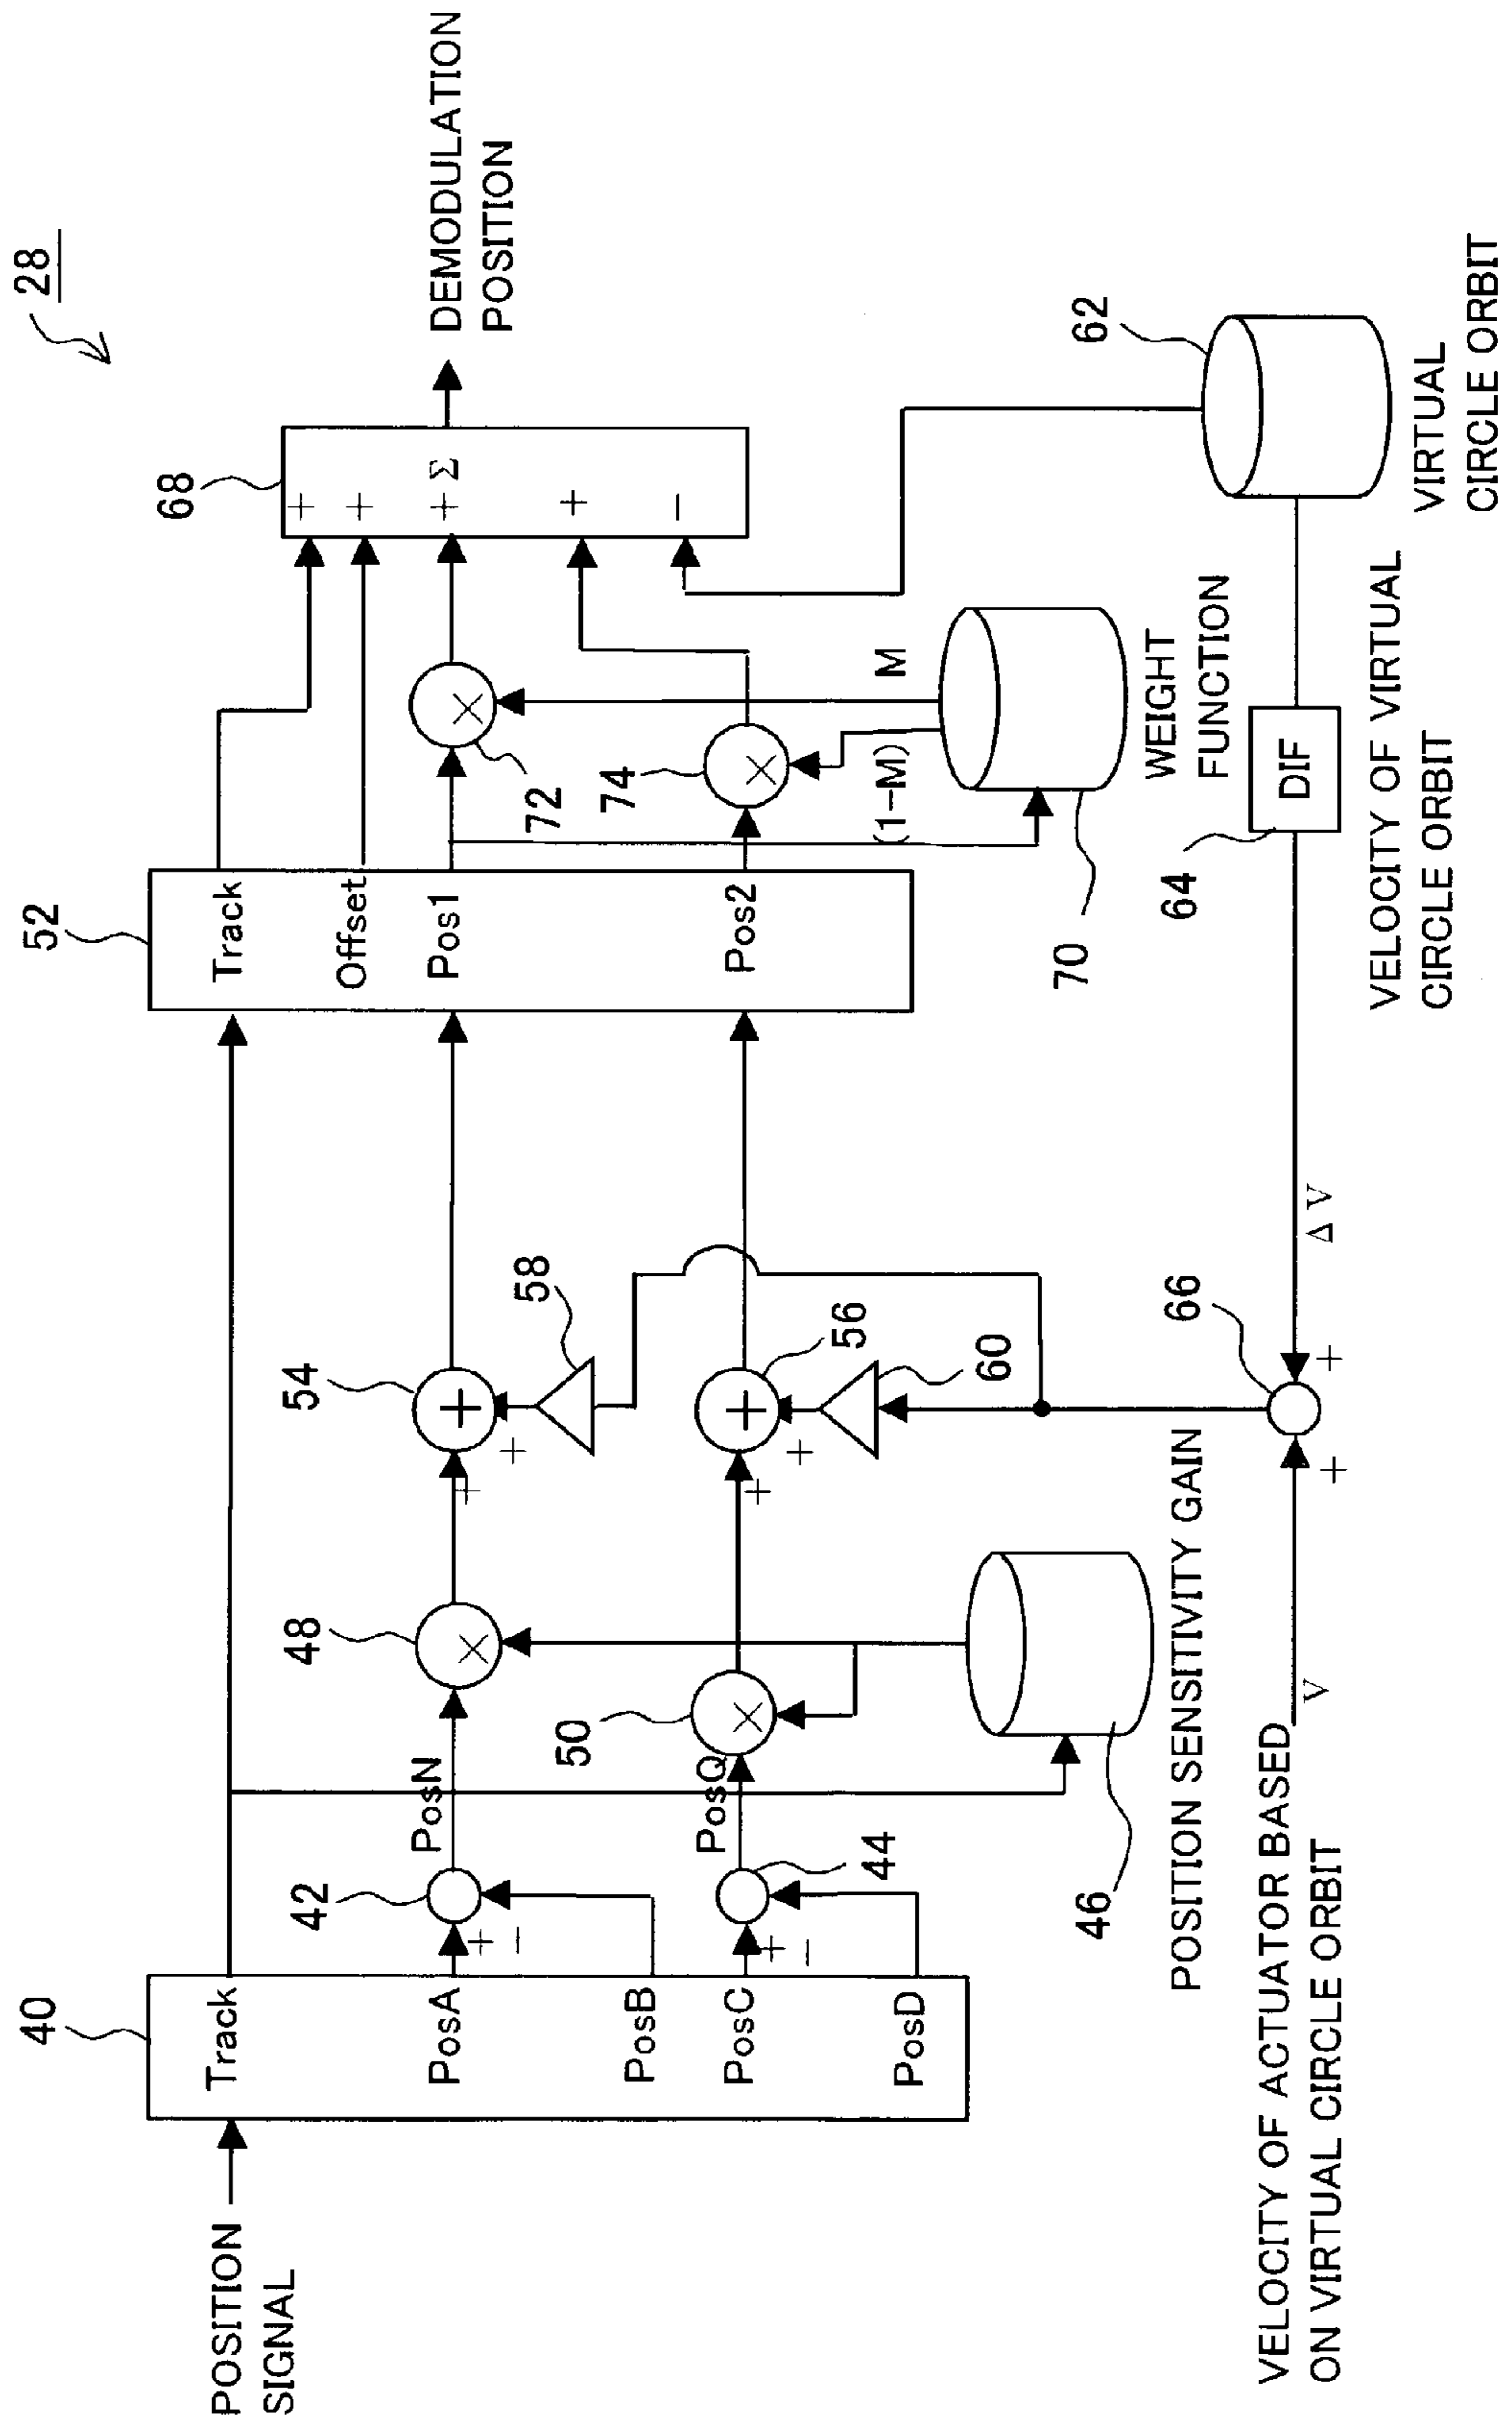 28
POSITION
SIGNAL
40
Track
PosA
PosB
PosC
PosD
42
+
−
PosN
44
+
−
PosQ
48
×
50
×
46
POSITION SENSITIVITY GAIN
54
+
+
+
58
56
+
+
+
60
52
Track
Offset
Pos1
Pos2
72
×
74
×
M
(1−M)
70
WEIGHT
FUNCTION
68
+
+
+ Σ
+
−
DEMODULATION
POSITION
62
VIRTUAL
CIRCLE ORBIT
DIF
64
VELOCITY OF VIRTUAL
CIRCLE ORBIT
Δ V
66
+
+
V
VELOCITY OF ACTUATOR BASED
ON VIRTUAL CIRCLE ORBIT